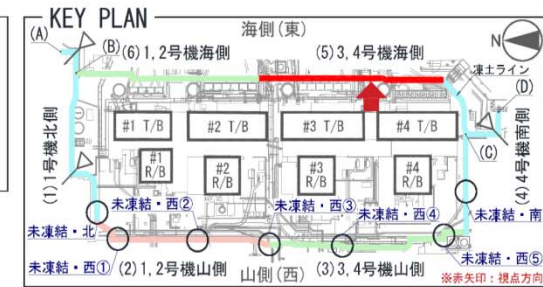 KEY PLAN
海側(東)
N
(A)
(B)
(6)1,2号機海側
(5)3,4号機海側
凍土ライン
(D)
#1 T/B
#2 T/B
#3 T/B
#4 T/B
(C)
(1)1号機北側
#1
R/B
#2
R/B
#3
R/B
#4
R/B
(4)4号機南側
未凍結・西②
未凍結・西③
未凍結・西④
未凍結・南
未凍結・北
未凍結・西①
(2)1,2号機山側
山側(西)
(3)3,4号機山側
未凍結・西⑤
※赤矢印：視点方向